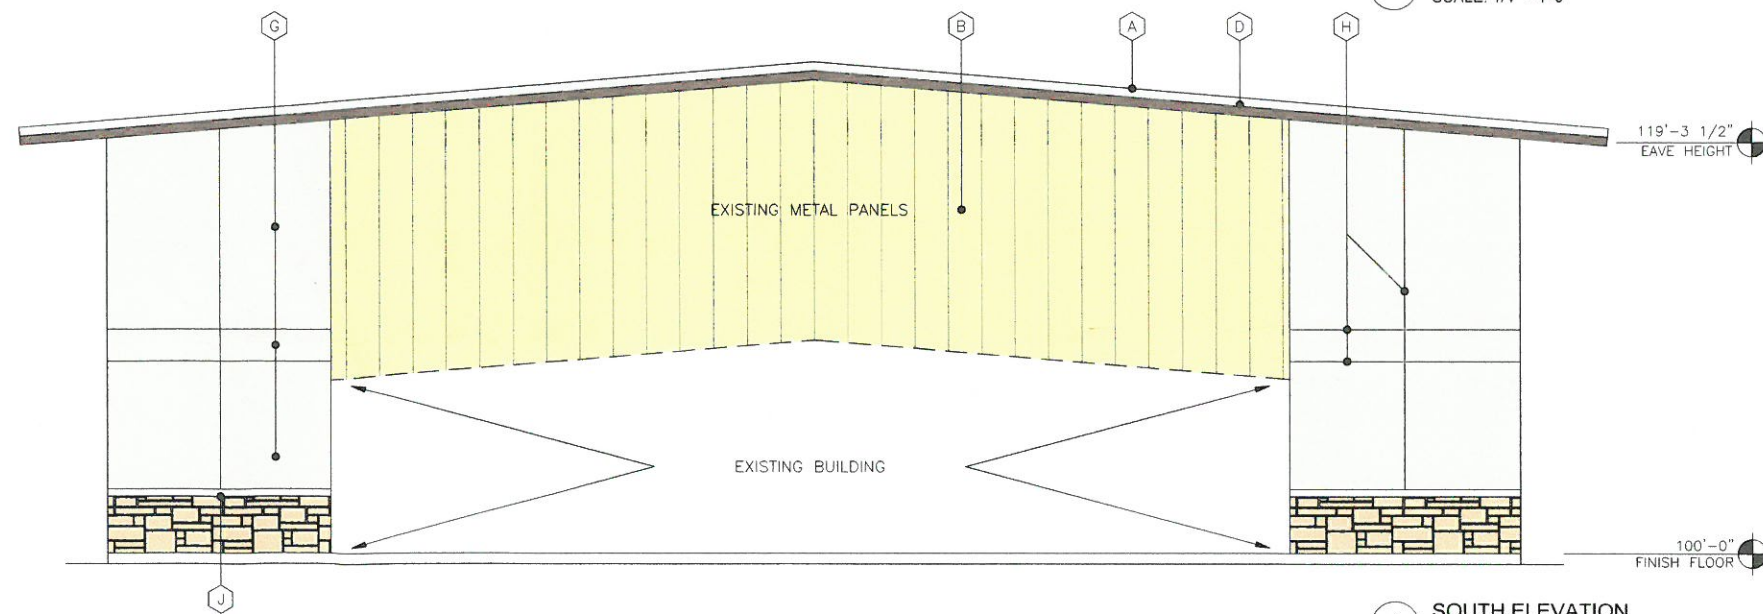 G
B
A
D
H
119'-3 1/2"
EAVE HEIGHT
EXISTING METAL PANELS
EXISTING BUILDING
100'-0"
FINISH FLOOR
J
SOUTH ELEVATION